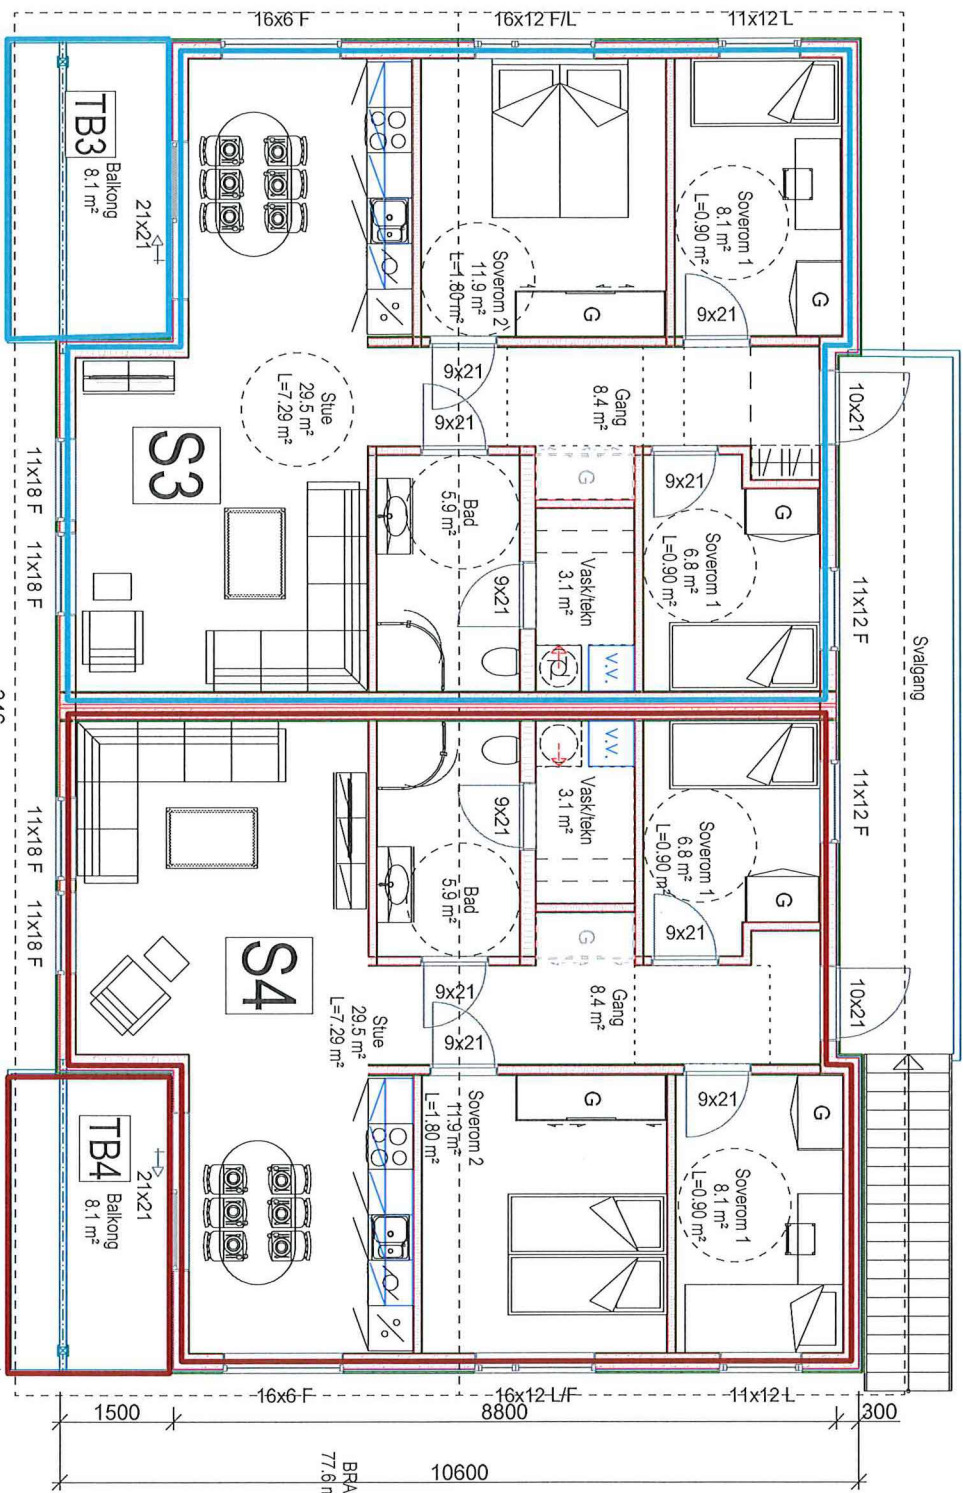 16x6 F
16x12 F/L
11x12 L
TB3
Balkong
8.1 m²
21x21
Soverom 2
11.9 m²
L=1.80 m²
G
Soverom 1
8.1 m²
L=0.90 m²
G
9x21
9x21
9x21
Stue
29.5 m²
L=7.29 m²
Gang
8.4 m²
10x21
S3
11x18 F
11x18 F
Bad
5.9 m²
9x21
G
Vask/tekn
3.1 m²
V.V.
9x21
G
Soverom 1
6.8 m²
L=0.90 m²
11x12 F
Svalgang
11x18 F
11x18 F
S4
Bad
5.9 m²
9x21
V.V.
Vask/tekn
3.1 m²
G
Soverom 1
6.8 m²
L=0.90 m²
G
9x21
11x12 F
Stue
29.5 m²
L=7.29 m²
9x21
9x21
Gang
8.4 m²
10x21
TB4
Balkong
8.1 m²
21x21
Soverom 2
11.9 m²
L=1.80 m²
G
9x21
G
Soverom 1
8.1 m²
L=0.90 m²
16x6 F
16x12 L/F
11x12 L
1500
8800
300
10600
BRA